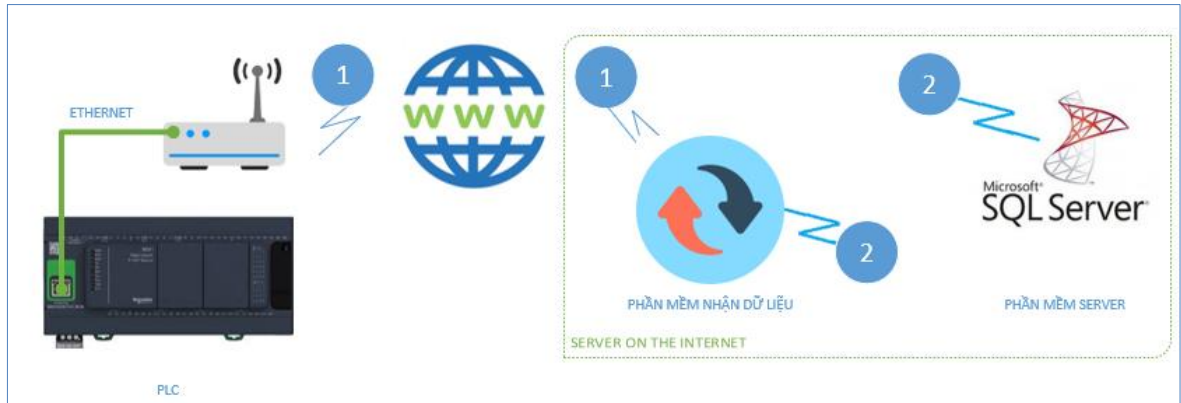 1
1
2
ETHERNET
WWW
Microsoft®
SQL Server®
Schneider
2
PHẦN MỀM NHẬN DỮ LIỆU
PHẦN MỀM SERVER
SERVER ON THE INTERNET
PLC